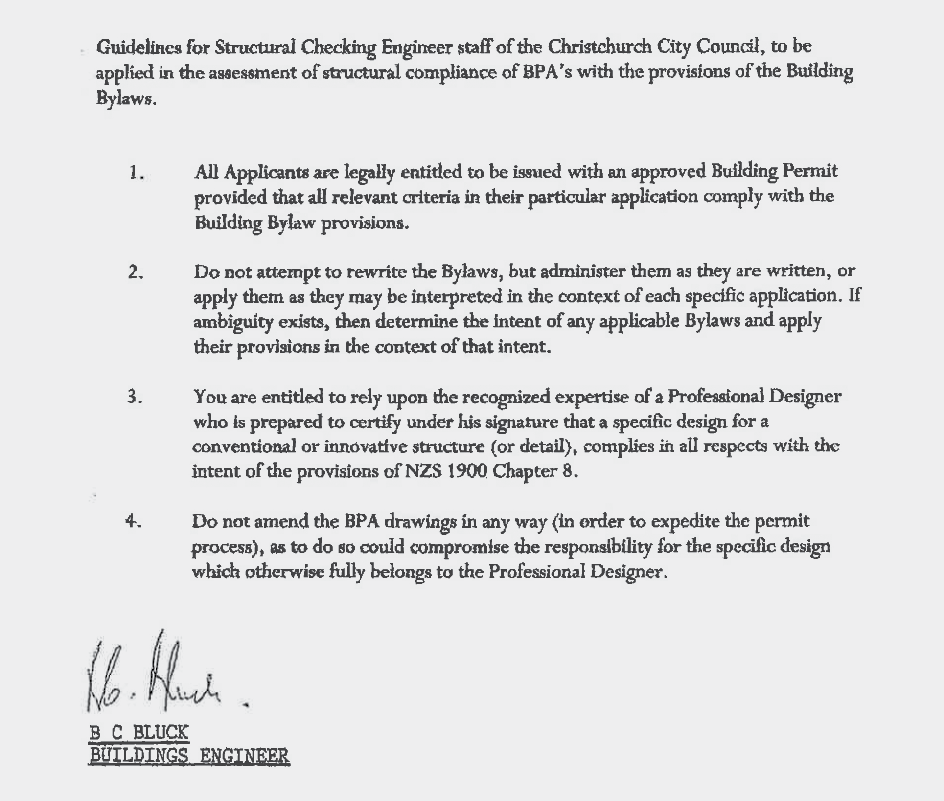 Guidelines for Structural Checking Engineer staff of the Christchurch City Council, to be
applied in the assessment of structural compliance of BPA's with the provisions of the Building
Bylaws.
1. All Applicants are legally entitled to be issued with an approved Building Permit
provided that all relevant criteria in their particular application comply with the
Building Bylaw provisions.
2. Do not attempt to rewrite the Bylaws, but administer them as they are written, or
apply them as they may be interpreted in the context of each specific application. If
ambiguity exists, then determine the intent of any applicable Bylaws and apply
their provisions in the context of that intent.
3. You are entitled to rely upon the recognized expertise of a Professional Designer
who is prepared to certify under his signature that a specific design for a
conventional or innovative structure (or detail), complies in all respects with the
intent of the provisions of NZS 1900 Chapter 8.
4. Do not amend the BPA drawings in any way (in order to expedite the permit
process), as to do so could compromise the responsibility for the specific design
which otherwise fully belongs to the Professional Designer.
B C BLUCK
BUILDINGS ENGINEER